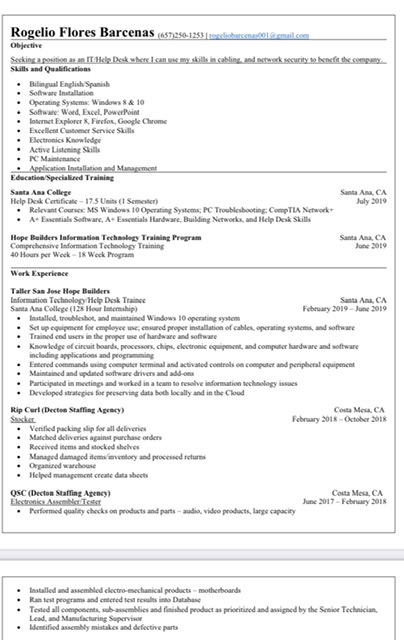 Rogelio Flores Barcenas (657)250-1253 | rogeliobarcenas001@gmail.com
Objective
Seeking a position as an IT/Help Desk where I can use my skills in cabling, and network security to benefit the company.
Skills and Qualifications
• Bilingual English/Spanish
• Software Installation
• Operating Systems: Windows 8 & 10
• Software: Word, Excel, PowerPoint
• Internet Explorer 8, Firefox, Google Chrome
• Excellent Customer Service Skills
• Electronics Knowledge
• Active Listening Skills
• PC Maintenance
• Application Installation and Management
Education/Specialized Training
Santa Ana College Santa Ana, CA
Help Desk Certificate – 17.5 Units (1 Semester) July 2019
• Relevant Courses: MS Windows 10 Operating Systems; PC Troubleshooting; CompTIA Network+
• A+ Essentials Software, A+ Essentials Hardware, Building Networks, and Help Desk Skills
Hope Builders Information Technology Training Program Santa Ana, CA
Comprehensive Information Technology Training June 2019
40 Hours per Week – 18 Week Program
Work Experience
Taller San Jose Hope Builders
Information Technology/Help Desk Trainee Santa Ana, CA
Santa Ana College (128 Hour Internship) February 2019 – June 2019
• Installed, troubleshot, and maintained Windows 10 operating system
• Set up equipment for employee use; ensured proper installation of cables, operating systems, and software
• Trained end users in the proper use of hardware and software
• Knowledge of circuit boards, processors, chips, electronic equipment, and computer hardware and software
including applications and programming
• Entered commands using computer terminal and activated controls on computer and peripheral equipment
• Maintained and updated software drivers and add-ons
• Participated in meetings and worked in a team to resolve information technology issues
• Developed strategies for preserving data both locally and in the Cloud
Rip Curl (Decton Staffing Agency) Costa Mesa, CA
Stocker February 2018 – October 2018
• Verified packing slip for all deliveries
• Matched deliveries against purchase orders
• Received items and stocked shelves
• Managed damaged items/inventory and processed returns
• Organized warehouse
• Helped management create data sheets
QSC (Decton Staffing Agency) Costa Mesa, CA
Electronics Assembler/Tester June 2017 – February 2018
• Performed quality checks on products and parts – audio, video products, large capacity
• Installed and assembled electro-mechanical products – motherboards
• Ran test programs and entered test results into Database
• Tested all components, sub-assemblies and finished product as prioritized and assigned by the Senior Technician,
Lead, and Manufacturing Supervisor
• Identified assembly mistakes and defective parts